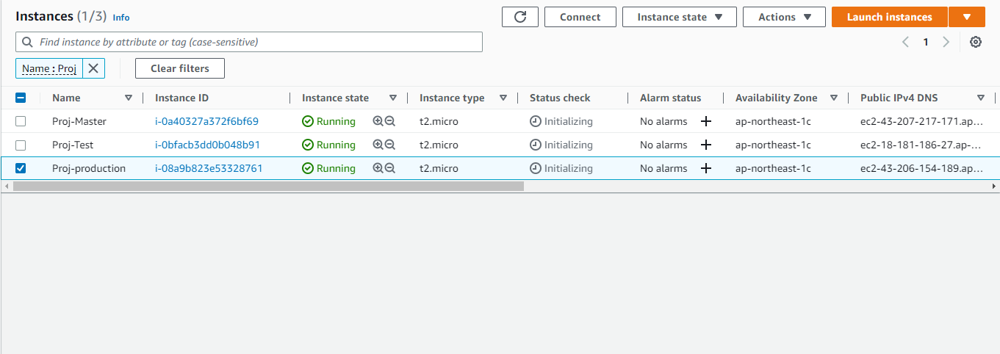 Instances (1/3) Info Connect Instance state Actions Launch instances
Find instance by attribute or tag (case-sensitive) 1
Name : Proj Clear filters
Name Instance ID Instance state Instance type Status check Alarm status Availability Zone Public IPv4 DNS
Proj-Master i-0a40327a372f6bf69 Running t2.micro Initializing No alarms + ap-northeast-1c ec2-43-207-217-171.ap...
Proj-Test i-0bfacb3dd0b048b91 Running t2.micro Initializing No alarms + ap-northeast-1c ec2-18-181-186-27.ap-...
Proj-production i-08a9b823e53328761 Running t2.micro Initializing No alarms + ap-northeast-1c ec2-43-206-154-189.ap...